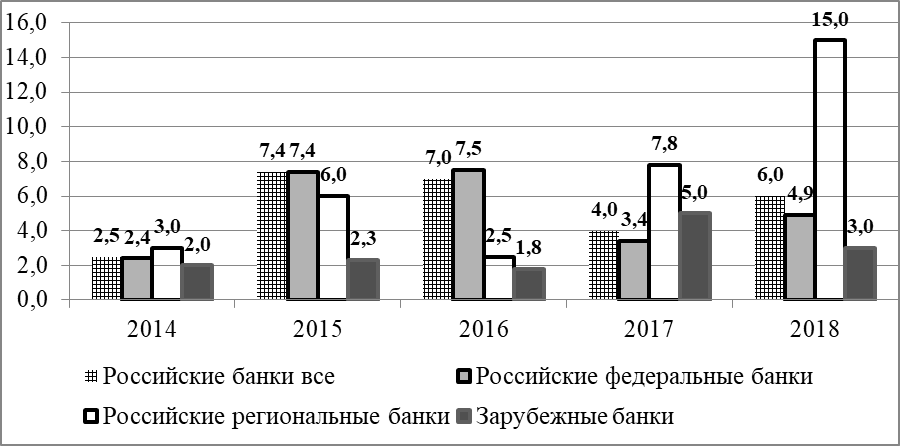 16,0
14,0
12,0
10,0
8,0
6,0
4,0
2,0
0,0
2,5 2,4 3,0 2,0
7,4 7,4 6,0 2,3
7,0 7,5 2,5 1,8
4,0 3,4 7,8 5,0
6,0 4,9 15,0 3,0
2014 2015 2016 2017 2018
Российские банки все Российские федеральные банки
Российские региональные банки Зарубежные банки